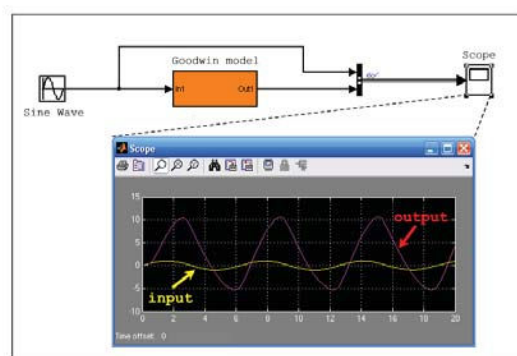 Goodwin model
Scope
In1
Out1
Sine Wave
Scope
15
10
5
0
-5
-10
output
input
0 2 4 6 8 10 12 14 16 18 20
Time offset: 0